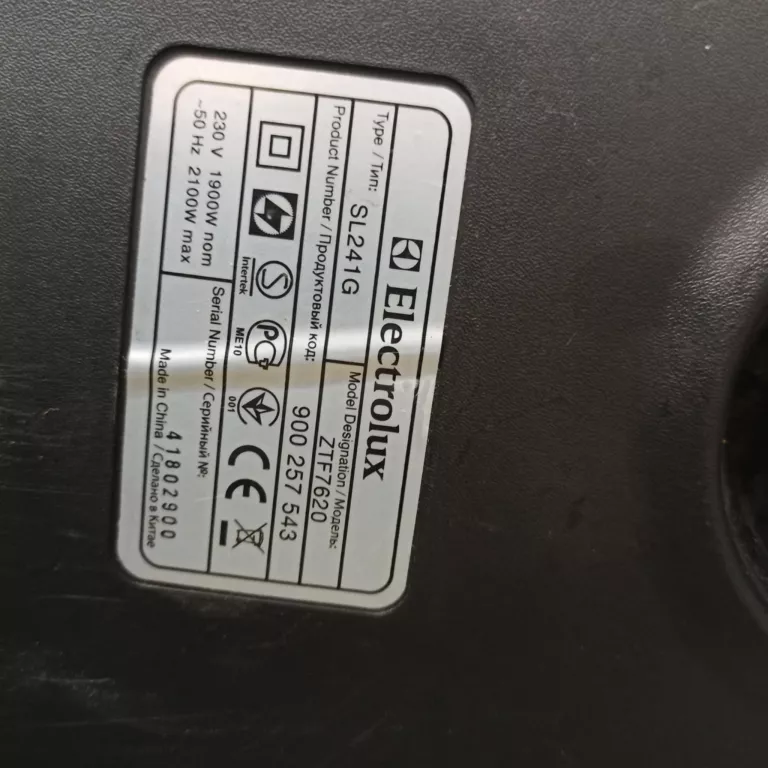 Electrolux
Type / Тип:
SL241G
Model Designation / Модель:
ZTF7620
Product Number / Продуктовый код:
900 257 543
Intertek
PC
ME10
001
CE
230 V 1900W nom
~50 Hz 2100W max
Serial Number / Серийный №:
41802900
Made in China / Сделано в Китае